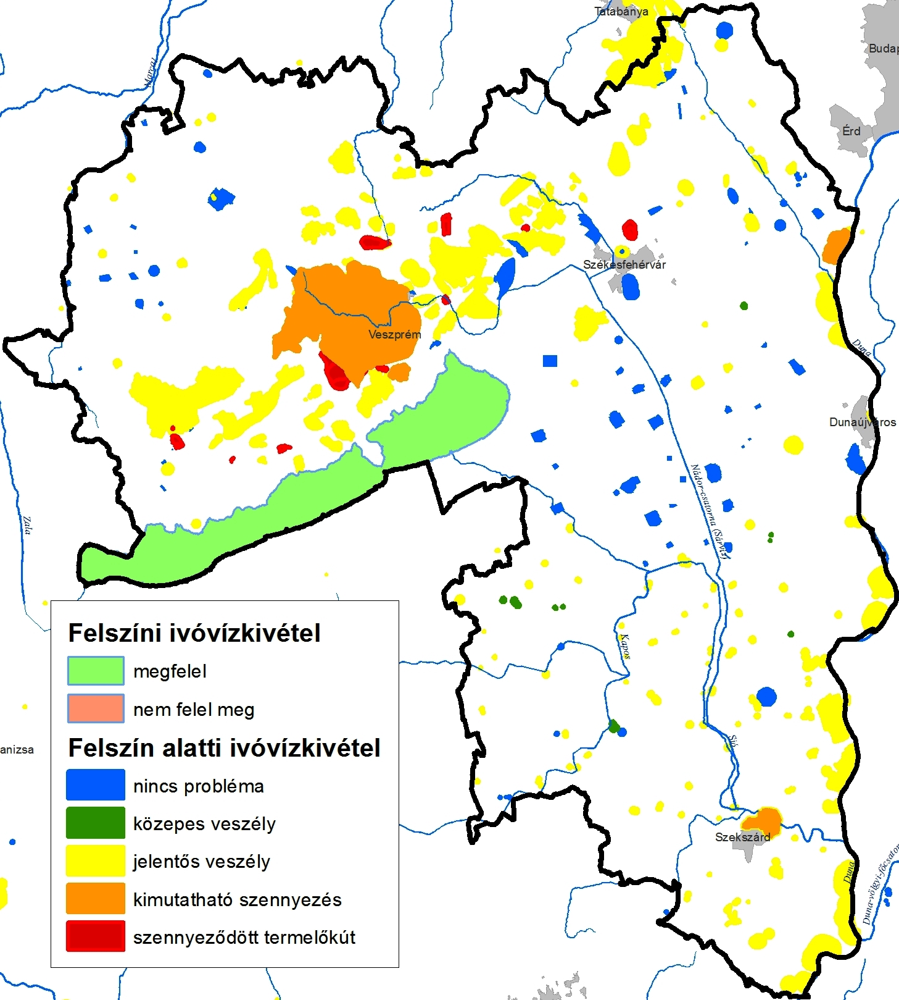 Tatabánya
Budap
Marcal
Érd
Székesfehérvár
Veszprém
Duna
Dunaújváros
Nádor-csatorna (Sárvíz)
Zala
Kapos
Felszíni ivóvízkivétel
megfelel
nem felel meg
Felszín alatti ivóvízkivétel
nincs probléma
közepes veszély
jelentős veszély
kimutatható szennyezés
szennyeződött termelőkút
anizsa
Sió
Szekszárd
Duna
Duna-völgyi-főcsator